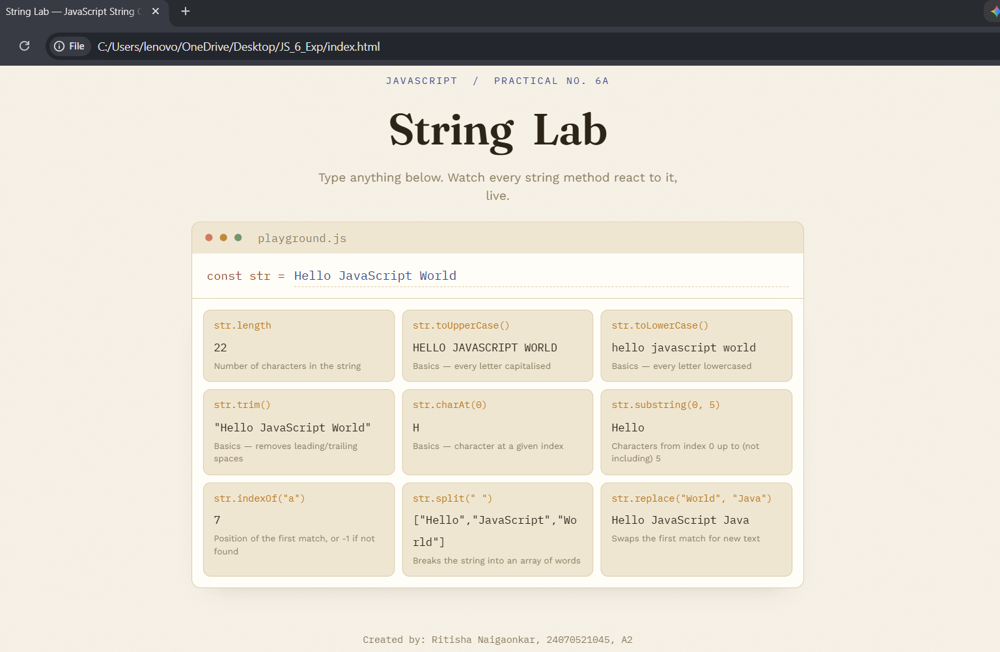 String Lab — JavaScript String
File C:/Users/lenovo/OneDrive/Desktop/JS_6_Exp/index.html
JAVASCRIPT / PRACTICAL NO. 6A
String Lab
Type anything below. Watch every string method react to it,
live.
playground.js
const str = Hello JavaScript World
str.length
22
Number of characters in the string
str.toUpperCase()
HELLO JAVASCRIPT WORLD
Basics — every letter capitalised
str.toLowerCase()
hello javascript world
Basics — every letter lowercased
str.trim()
"Hello JavaScript World"
Basics — removes leading/trailing
spaces
str.charAt(0)
H
Basics — character at a given index
str.substring(0, 5)
Hello
Characters from index 0 up to (not
including) 5
str.indexOf("a")
7
Position of the first match, or -1 if not
found
str.split(" ")
["Hello","JavaScript","Wo
rld"]
Breaks the string into an array of words
str.replace("World", "Java")
Hello JavaScript Java
Swaps the first match for new text
Created by: Ritisha Naigaonkar, 24070521045, A2